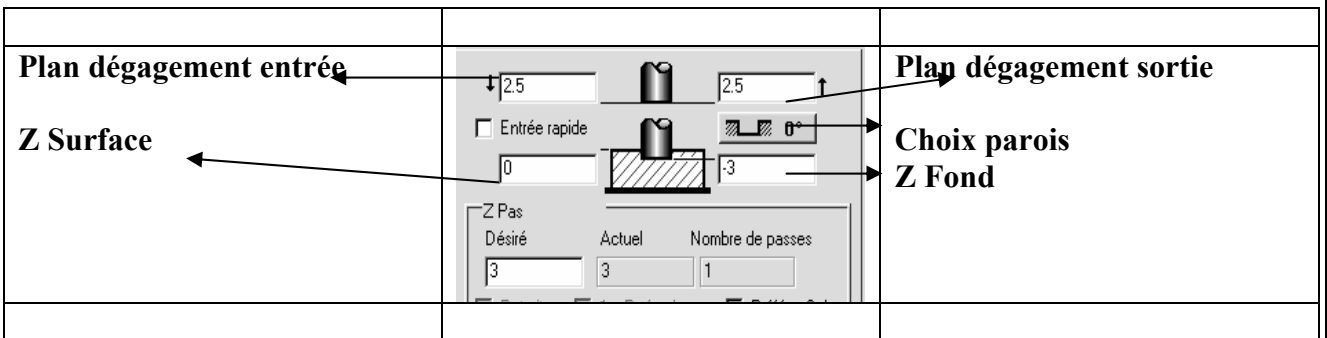 Plan dégagement entrée
Z Surface
2.5
2.5
Entrée rapide
0°
0
-3
Z Pas
Désiré
Actuel
Nombre de passes
3
3
1
Plan dégagement sortie
Choix parois
Z Fond